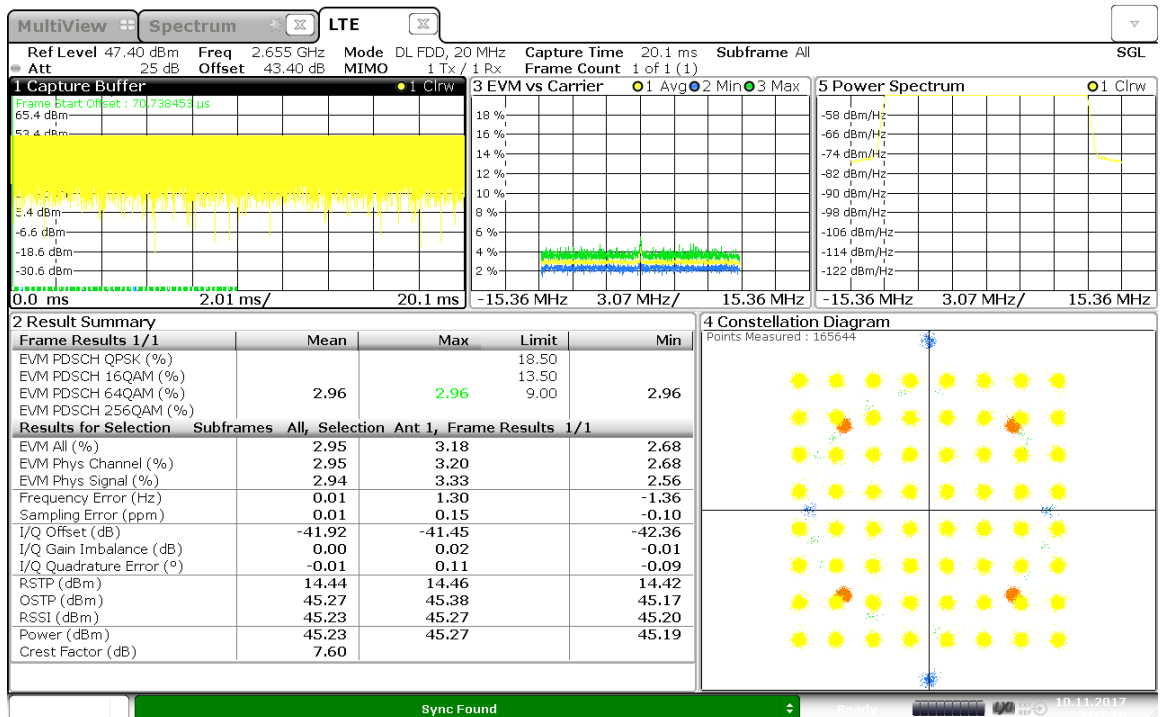 MultiView Spectrum LTE
Ref Level 47.40 dBm Freq 2.655 GHz Mode DL FDD, 20 MHz Capture Time 20.1 ms Subframe All SGL
Att 25 dB Offset 43.40 dB MIMO 1 Tx / 1 Rx Frame Count 1 of 1 (1)
1 Capture Buffer 1 Clrw
Frame Start Offset : 70.738453 µs
65.4 dBm
53.4 dBm
5.4 dBm
-6.6 dBm
-18.6 dBm
-30.6 dBm
0.0 ms 2.01 ms/ 20.1 ms
3 EVM vs Carrier 1 Avg 2 Min 3 Max
18 %
16 %
14 %
12 %
10 %
8 %
6 %
4 %
2 %
-15.36 MHz 3.07 MHz/ 15.36 MHz
5 Power Spectrum 1 Clrw
-58 dBm/Hz
-66 dBm/Hz
-74 dBm/Hz
-82 dBm/Hz
-90 dBm/Hz
-98 dBm/Hz
-106 dBm/Hz
-114 dBm/Hz
-122 dBm/Hz
-15.36 MHz 3.07 MHz/ 15.36 MHz
2 Result Summary
Frame Results 1/1 Mean Max Limit Min
EVM PDSCH QPSK (%) 18.50
EVM PDSCH 16QAM (%) 13.50
EVM PDSCH 64QAM (%) 2.96 2.96 9.00 2.96
EVM PDSCH 256QAM (%)
Results for Selection Subframes All, Selection Ant 1, Frame Results 1/1
EVM All (%) 2.95 3.18 2.68
EVM Phys Channel (%) 2.95 3.20 2.68
EVM Phys Signal (%) 2.94 3.33 2.56
Frequency Error (Hz) 0.01 1.30 -1.36
Sampling Error (ppm) 0.01 0.15 -0.10
I/Q Offset (dB) -41.92 -41.45 -42.36
I/Q Gain Imbalance (dB) 0.00 0.02 -0.01
I/Q Quadrature Error (º) -0.01 0.11 -0.09
RSTP (dBm) 14.44 14.46 14.42
OSTP (dBm) 45.27 45.38 45.17
RSSI (dBm) 45.23 45.27 45.20
Power (dBm) 45.23 45.27 45.19
Crest Factor (dB) 7.60
4 Constellation Diagram
Points Measured : 165644
Sync Found Ready LXI EXT REF 10.11.2017